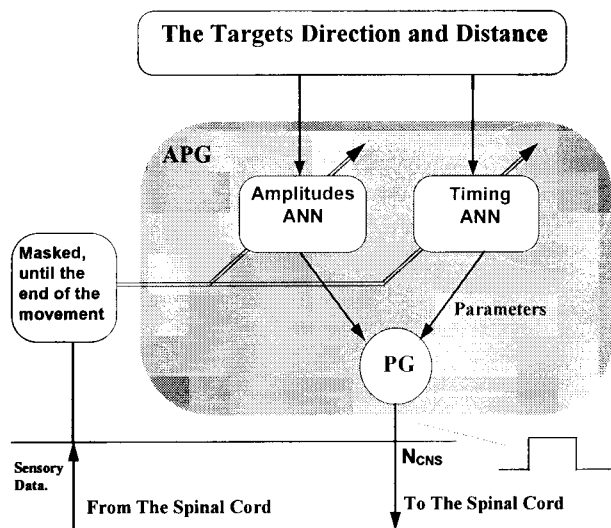 The Targets Direction and Distance
APG
Amplitudes
ANN
Timing
ANN
Masked,
until the
end of the
movement
Parameters
PG
Sensory
Data.
NCNS
From The Spinal Cord
To The Spinal Cord